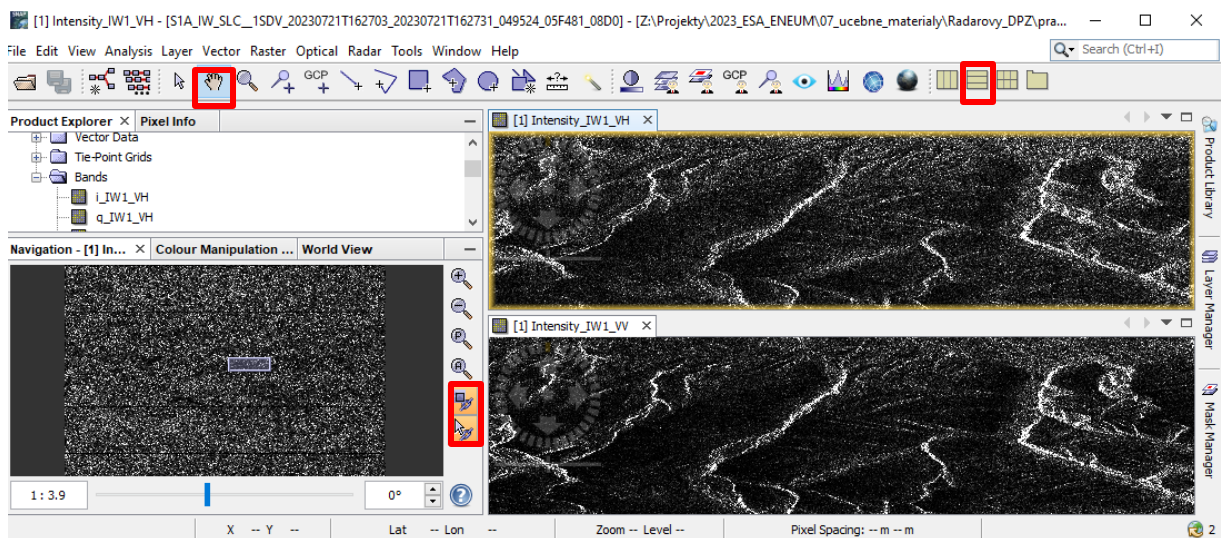 [1] Intensity_IW1_VH - [S1A_IW_SLC__1SDV_20230721T162703_20230721T162731_049524_05F481_08D0] - [Z:\Projekty\2023_ESA_ENEUM\07_ucebne_materialy\Radarovy_DPZ\pra...
File Edit View Analysis Layer Vector Raster Optical Radar Tools Window Help
Search (Ctrl+I)
GCP
GCP
Product Explorer Pixel Info
[1] Intensity_IW1_VH
Vector Data
Tie-Point Grids
Bands
i_IW1_VH
q_IW1_VH
Product Library
Layer Manager
Mask Manager
Navigation - [1] In... Colour Manipulation ... World View
[1] Intensity_IW1_VV
1 : 3.9
0°
X -- Y -- Lat -- Lon -- Zoom -- Level -- Pixel Spacing: -- m -- m
2